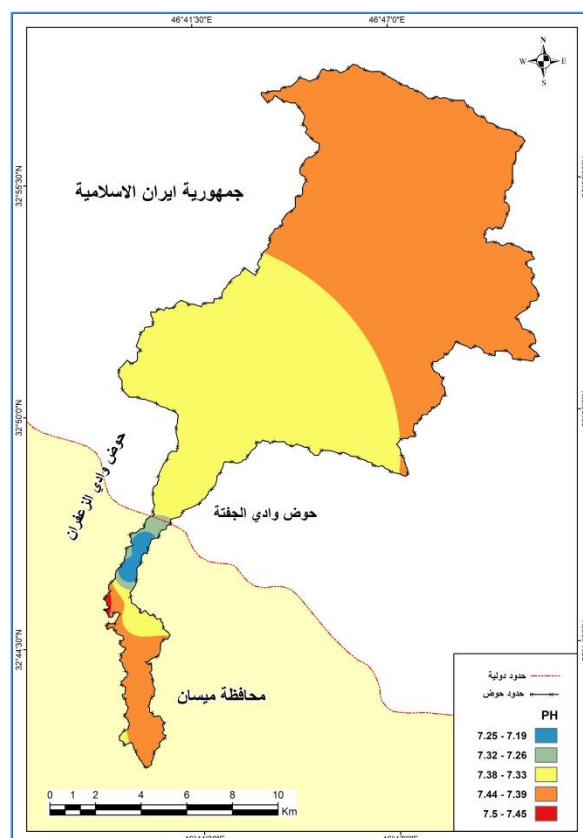 46°41'30"E
46°47'0"E
N
W E
S
32°55'30"N
جمهورية ايران الاسلامية
32°50'0"N
حوض وادي الزعفران
حوض وادي الجفتة
32°44'30"N
محافظة ميسان
حدود دولية
حدود حوض
PH
7.25 - 7.19
7.32 - 7.26
7.38 - 7.33
7.44 - 7.39
7.5 - 7.45
0 1 2 4 6 8 10
Km